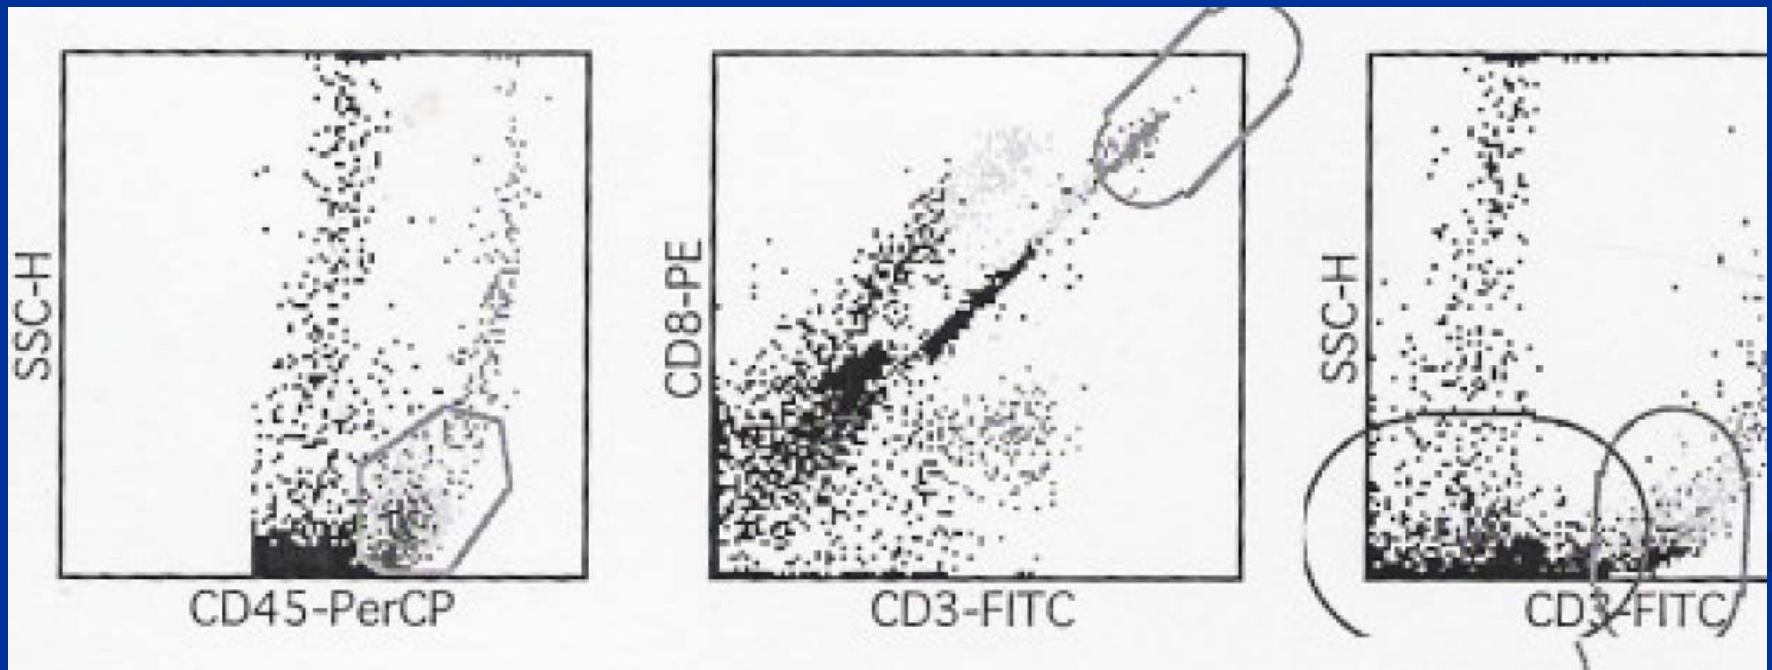 SSC-H
CD45-PerCP
CD8-PE
CD3-FITC
SSC-H
CD3-FITC